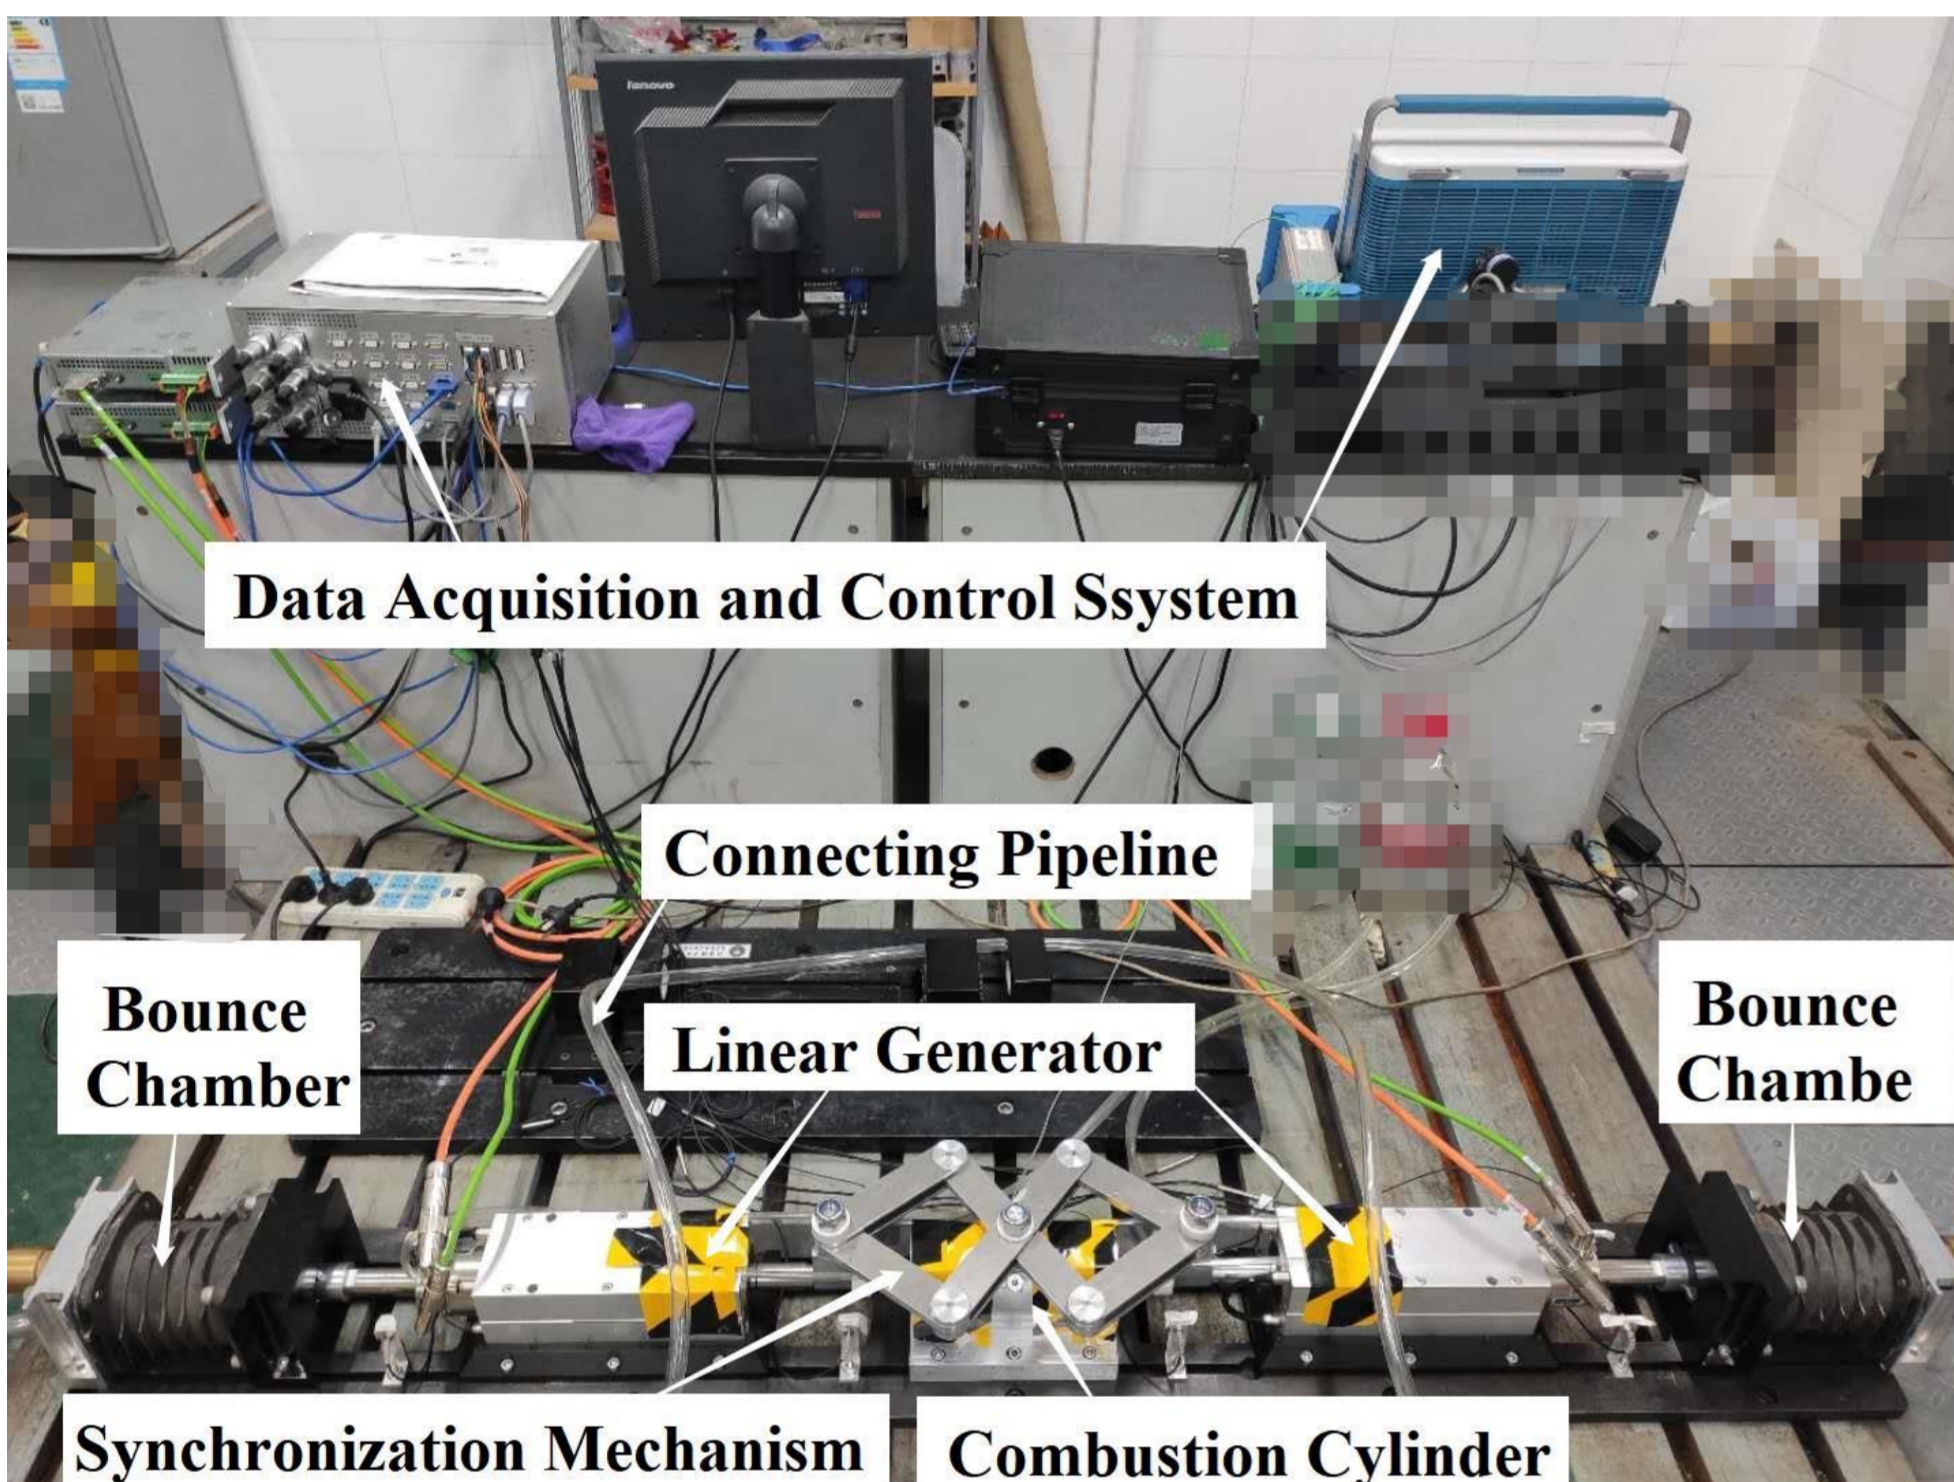 lenovo
Data Acquisition and Control Ssystem
Connecting Pipeline
Bounce
Chamber
Linear Generator
Bounce
Chambe
Synchronization Mechanism
Combustion Cylinder